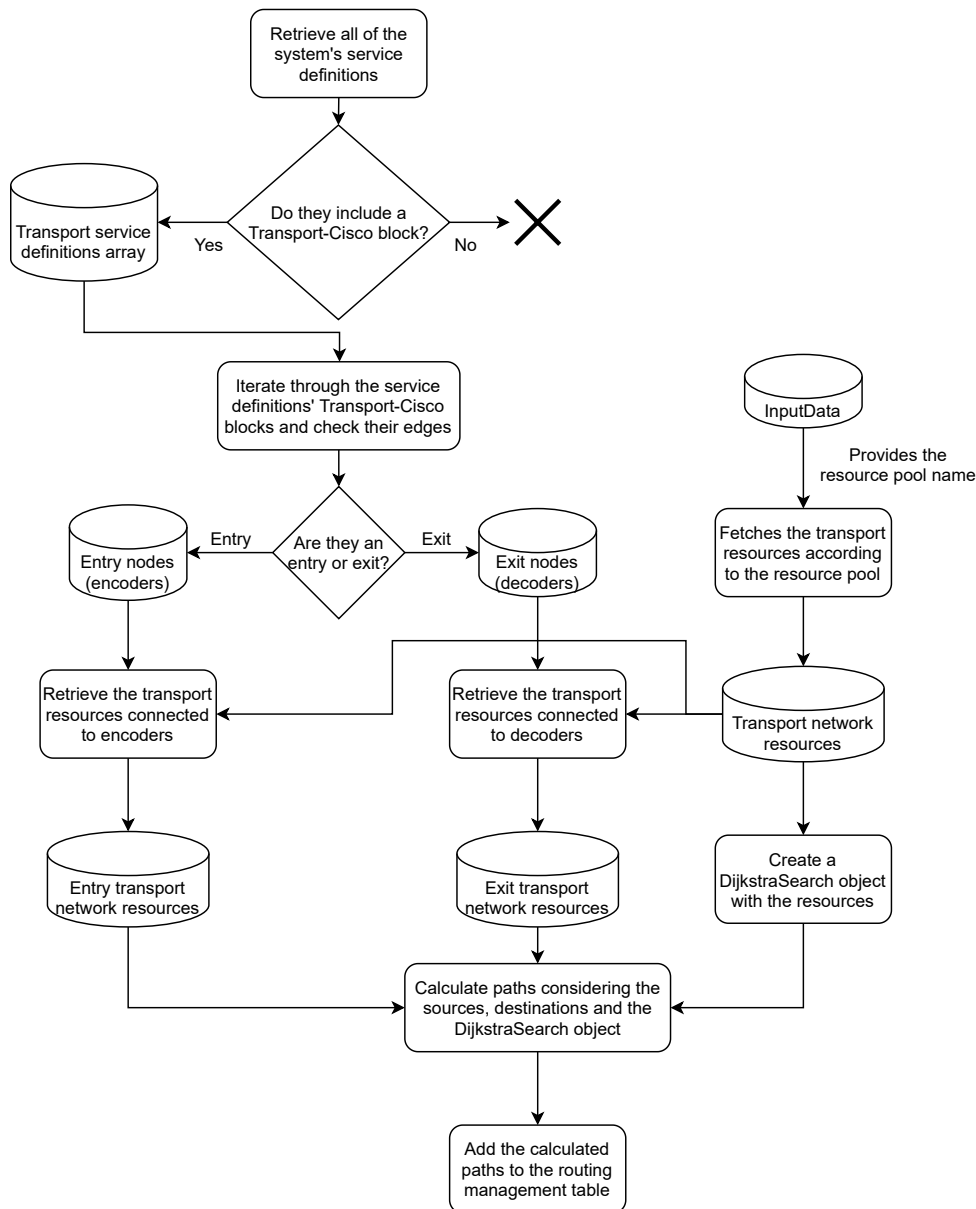 Retrieve all of the
system's service
definitions
Do they include a
Transport-Cisco block?
Yes
No
Transport service
definitions array
Iterate through the service
definitions' Transport-Cisco
blocks and check their edges
InputData
Provides the
resource pool name
Are they an
entry or exit?
Entry
Exit
Entry nodes
(encoders)
Exit nodes
(decoders)
Fetches the transport
resources according
to the resource pool
Retrieve the transport
resources connected
to encoders
Retrieve the transport
resources connected
to decoders
Transport network
resources
Entry transport
network resources
Exit transport
network resources
Create a
DijkstraSearch object
with the resources
Calculate paths considering the
sources, destinations and the
DijkstraSearch object
Add the calculated
paths to the routing
management table